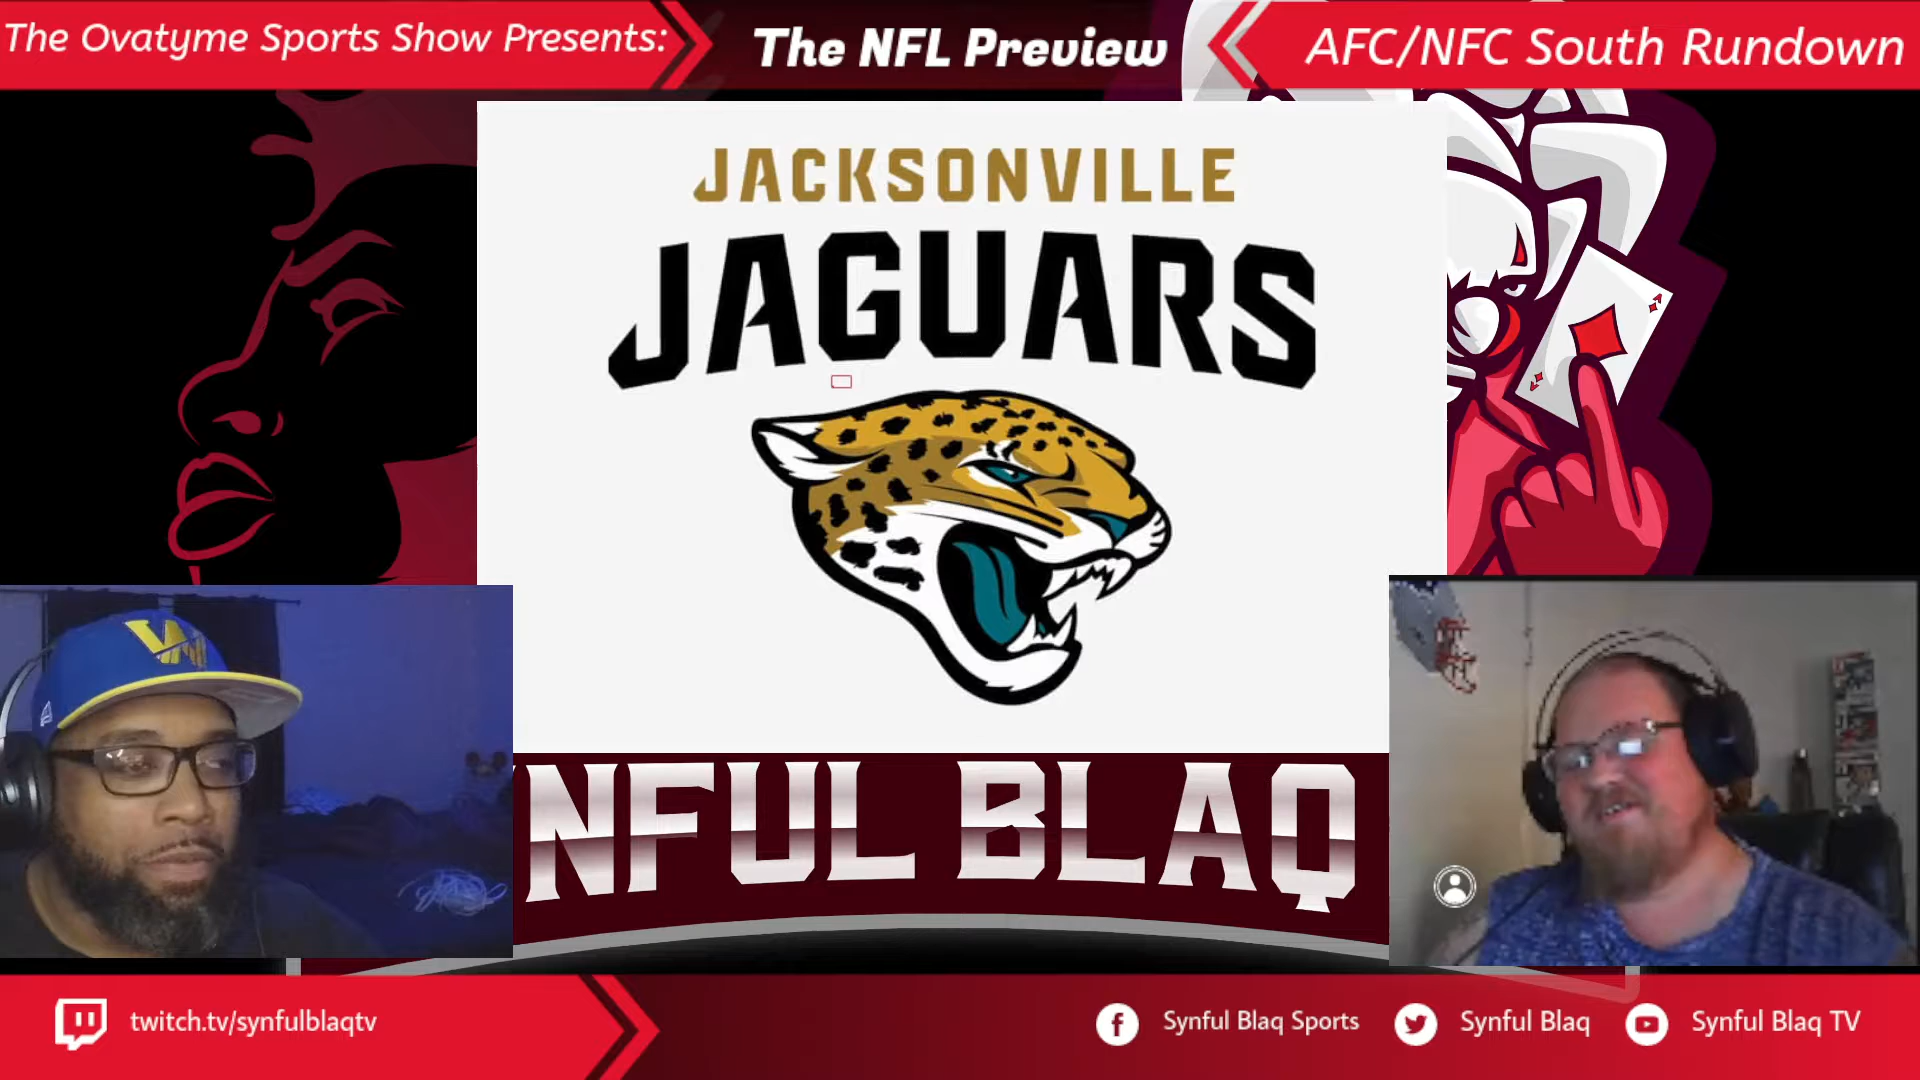 The Ovatyme Sports Show Presents:
The NFL Preview
AFC/NFC South Rundown
JACKSONVILLE
JAGUARS
A
NFUL BLAQ
twitch.tv/synfulblaqtv
Synful Blaq Sports
Synful Blaq
Synful Blaq TV